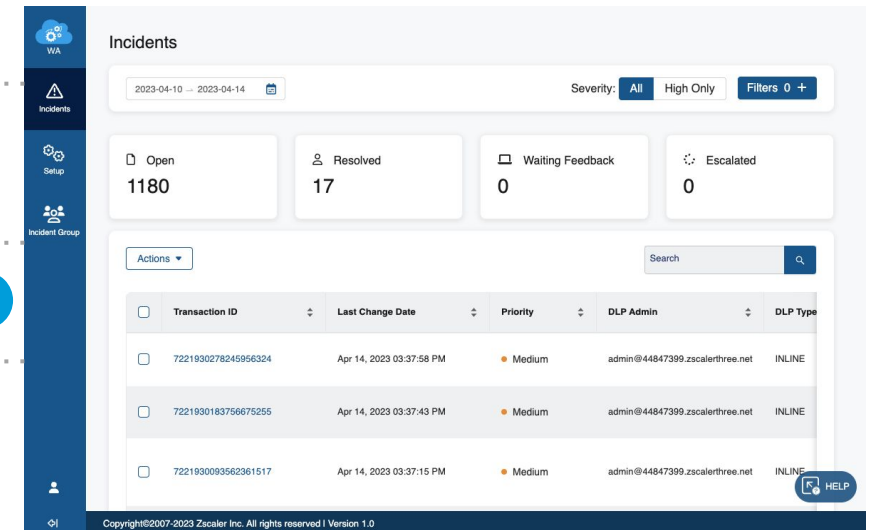 WA
Incidents
Setup
Incident Group
Incidents
2023-04-10 → 2023-04-14
Severity: All High Only Filters 0 +
Open
1180
Resolved
17
Waiting Feedback
0
Escalated
0
Actions
Search
Transaction ID Last Change Date Priority DLP Admin DLP Type
7221930278245956324 Apr 14, 2023 03:37:58 PM Medium admin@44847399.zscalerthree.net INLINE
7221930183756675255 Apr 14, 2023 03:37:43 PM Medium admin@44847399.zscalerthree.net INLINE
7221930093562361517 Apr 14, 2023 03:37:15 PM Medium admin@44847399.zscalerthree.net INLINE
HELP
Copyright©2007-2023 Zscaler Inc. All rights reserved I Version 1.0